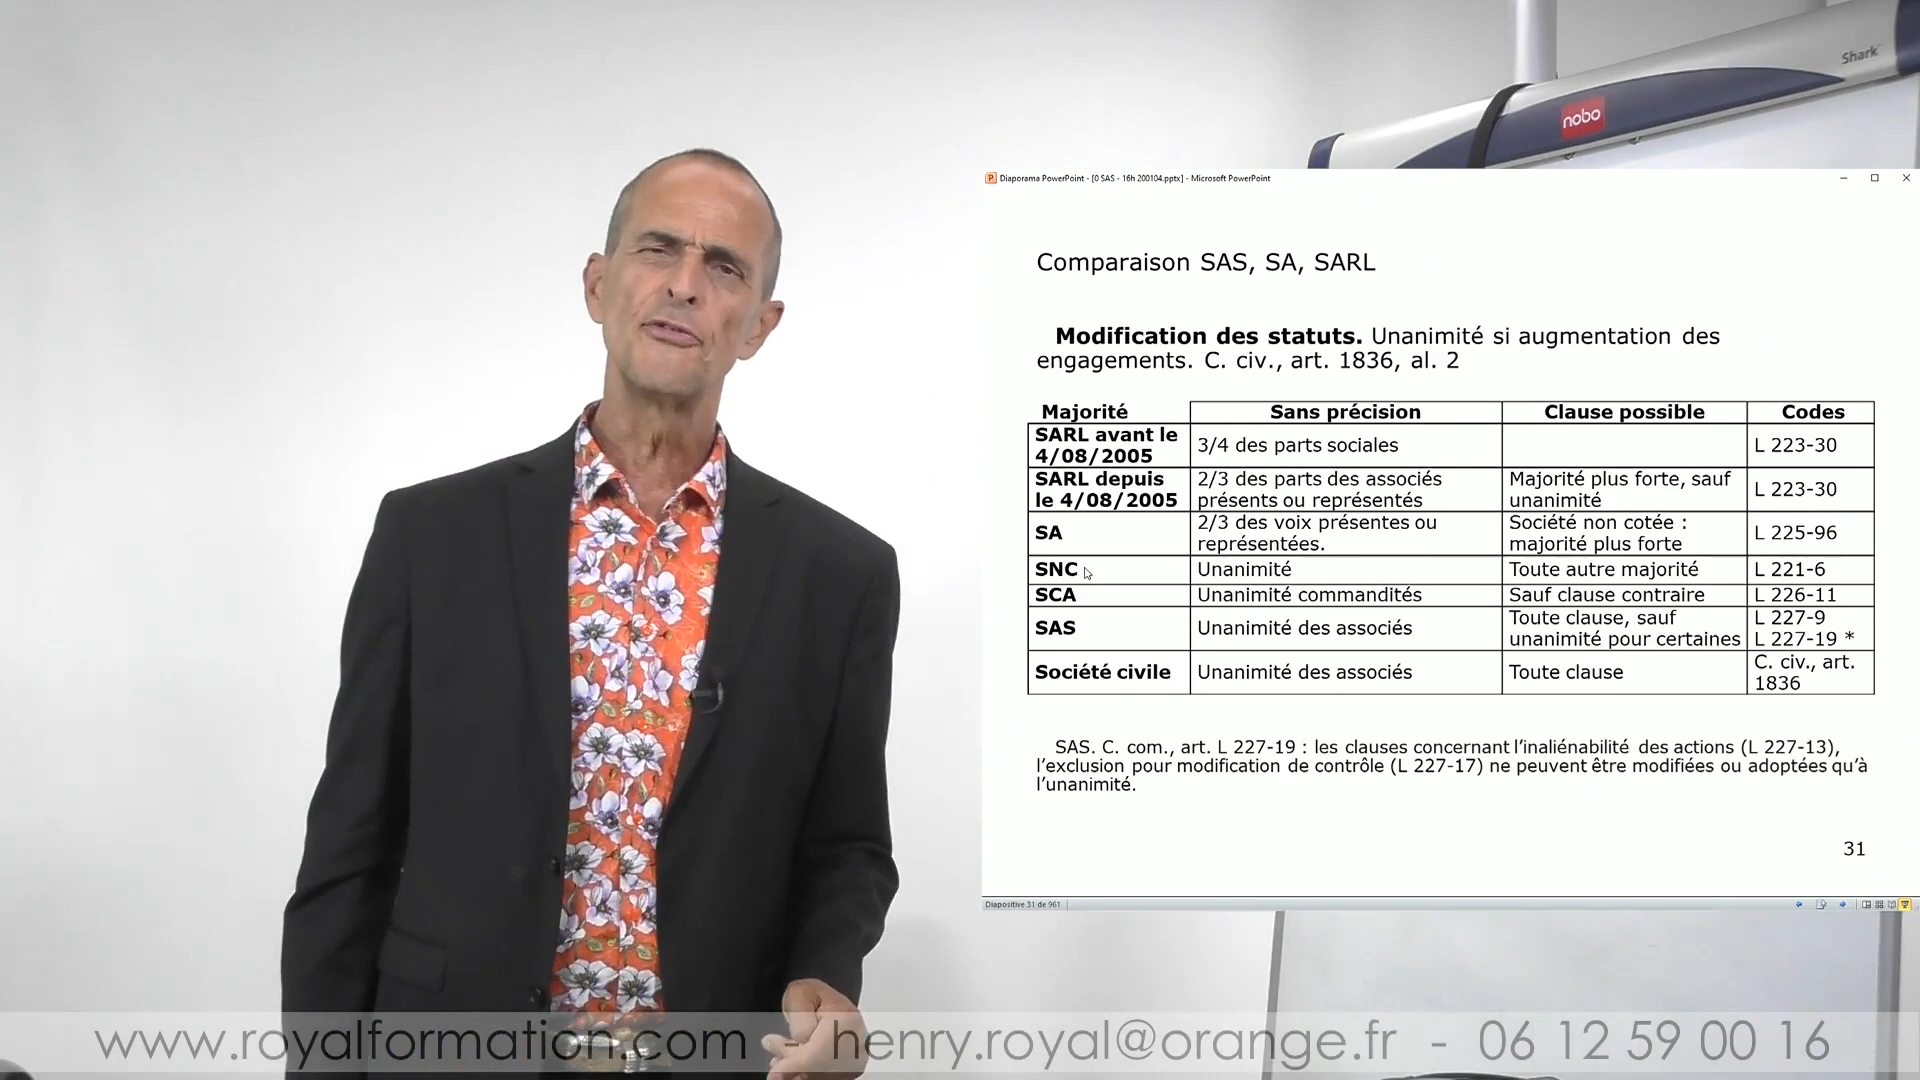 Shark
nobo
Diaporama PowerPoint - [0 SAS - 16h 200104.pptx] - Microsoft PowerPoint
Comparaison SAS, SA, SARL
Modification des statuts. Unanimité si augmentation des
engagements. C. civ., art. 1836, al. 2
Majorité Sans précision Clause possible Codes
SARL avant le
4/08/2005 3/4 des parts sociales L 223-30
SARL depuis
le 4/08/2005 2/3 des parts des associés
présents ou représentés Majorité plus forte, sauf
unanimité L 223-30
SA 2/3 des voix présentes ou
représentées. Société non cotée :
majorité plus forte L 225-96
SNC Unanimité Toute autre majorité L 221-6
SCA Unanimité commandités Sauf clause contraire L 226-11
SAS Unanimité des associés Toute clause, sauf
unanimité pour certaines L 227-9
L 227-19 *
Société civile Unanimité des associés Toute clause C. civ., art.
1836
SAS. C. com., art. L 227-19 : les clauses concernant l'inaliénabilité des actions (L 227-13),
l'exclusion pour modification de contrôle (L 227-17) ne peuvent être modifiées ou adoptées qu'à
l'unanimité.
31
Diapositive 31 de 961
www.royalformation.com - henry.royal@orange.fr - 06 12 59 00 16